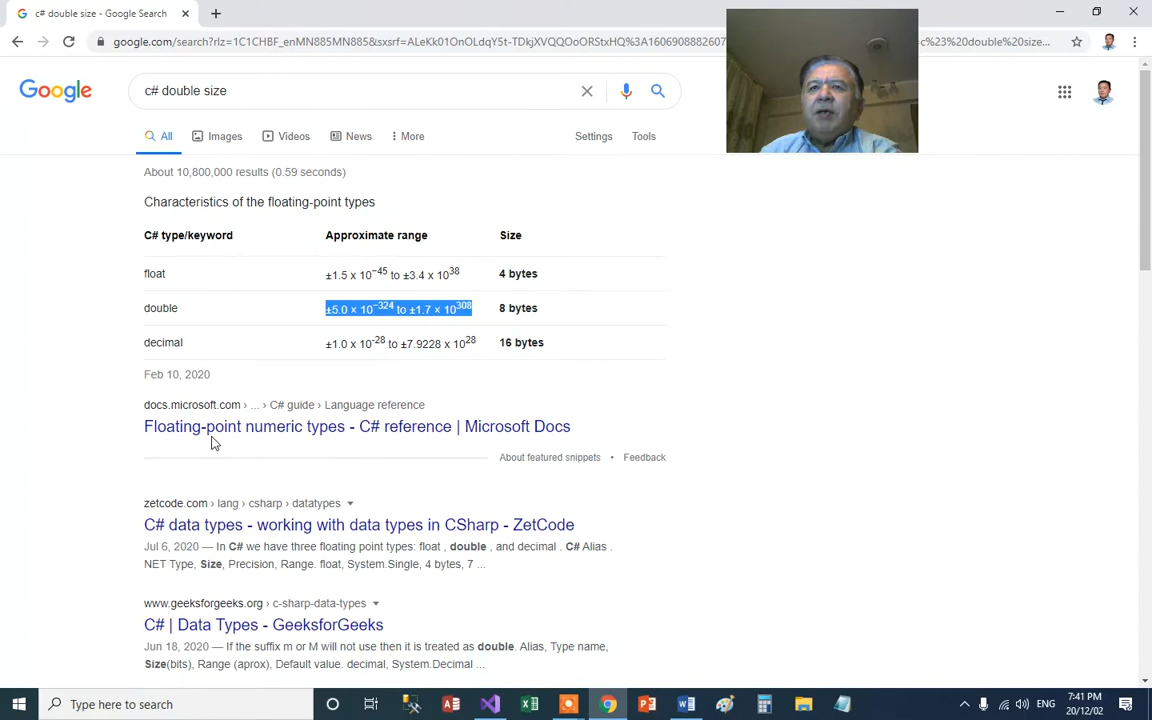 c# double size - Google Search
google.com/search?rlz=1C1CHBF_enMN885MN885&sxsrf=ALeKk01OnOLdqY5t-TDkjXVQQOoORStxHQ%3A1606908882607
=c%23%20double%20size...
Google
c# double size
All
Images
Videos
News
More
Settings
Tools
About 10,800,000 results (0.59 seconds)
Characteristics of the floating-point types
C# type/keyword Approximate range Size
float ±1.5 x 10⁻⁴⁵ to ±3.4 x 10³⁸ 4 bytes
double ±5.0 × 10⁻³²⁴ to ±1.7 × 10³⁰⁸ 8 bytes
decimal ±1.0 x 10⁻²⁸ to ±7.9228 x 10²⁸ 16 bytes
Feb 10, 2020
docs.microsoft.com › ... › C# guide › Language reference
Floating-point numeric types - C# reference | Microsoft Docs
About featured snippets • Feedback
zetcode.com › lang › csharp › datatypes
C# data types - working with data types in CSharp - ZetCode
Jul 6, 2020 — In C# we have three floating point types: float , double , and decimal . C# Alias .
NET Type, Size, Precision, Range. float, System.Single, 4 bytes, 7 ...
www.geeksforgeeks.org › c-sharp-data-types
C# | Data Types - GeeksforGeeks
Jun 18, 2020 — If the suffix m or M will not use then it is treated as double. Alias, Type name,
Size(bits), Range (aprox), Default value. decimal, System.Decimal ...
Type here to search
ENG
7:41 PM
20/12/02